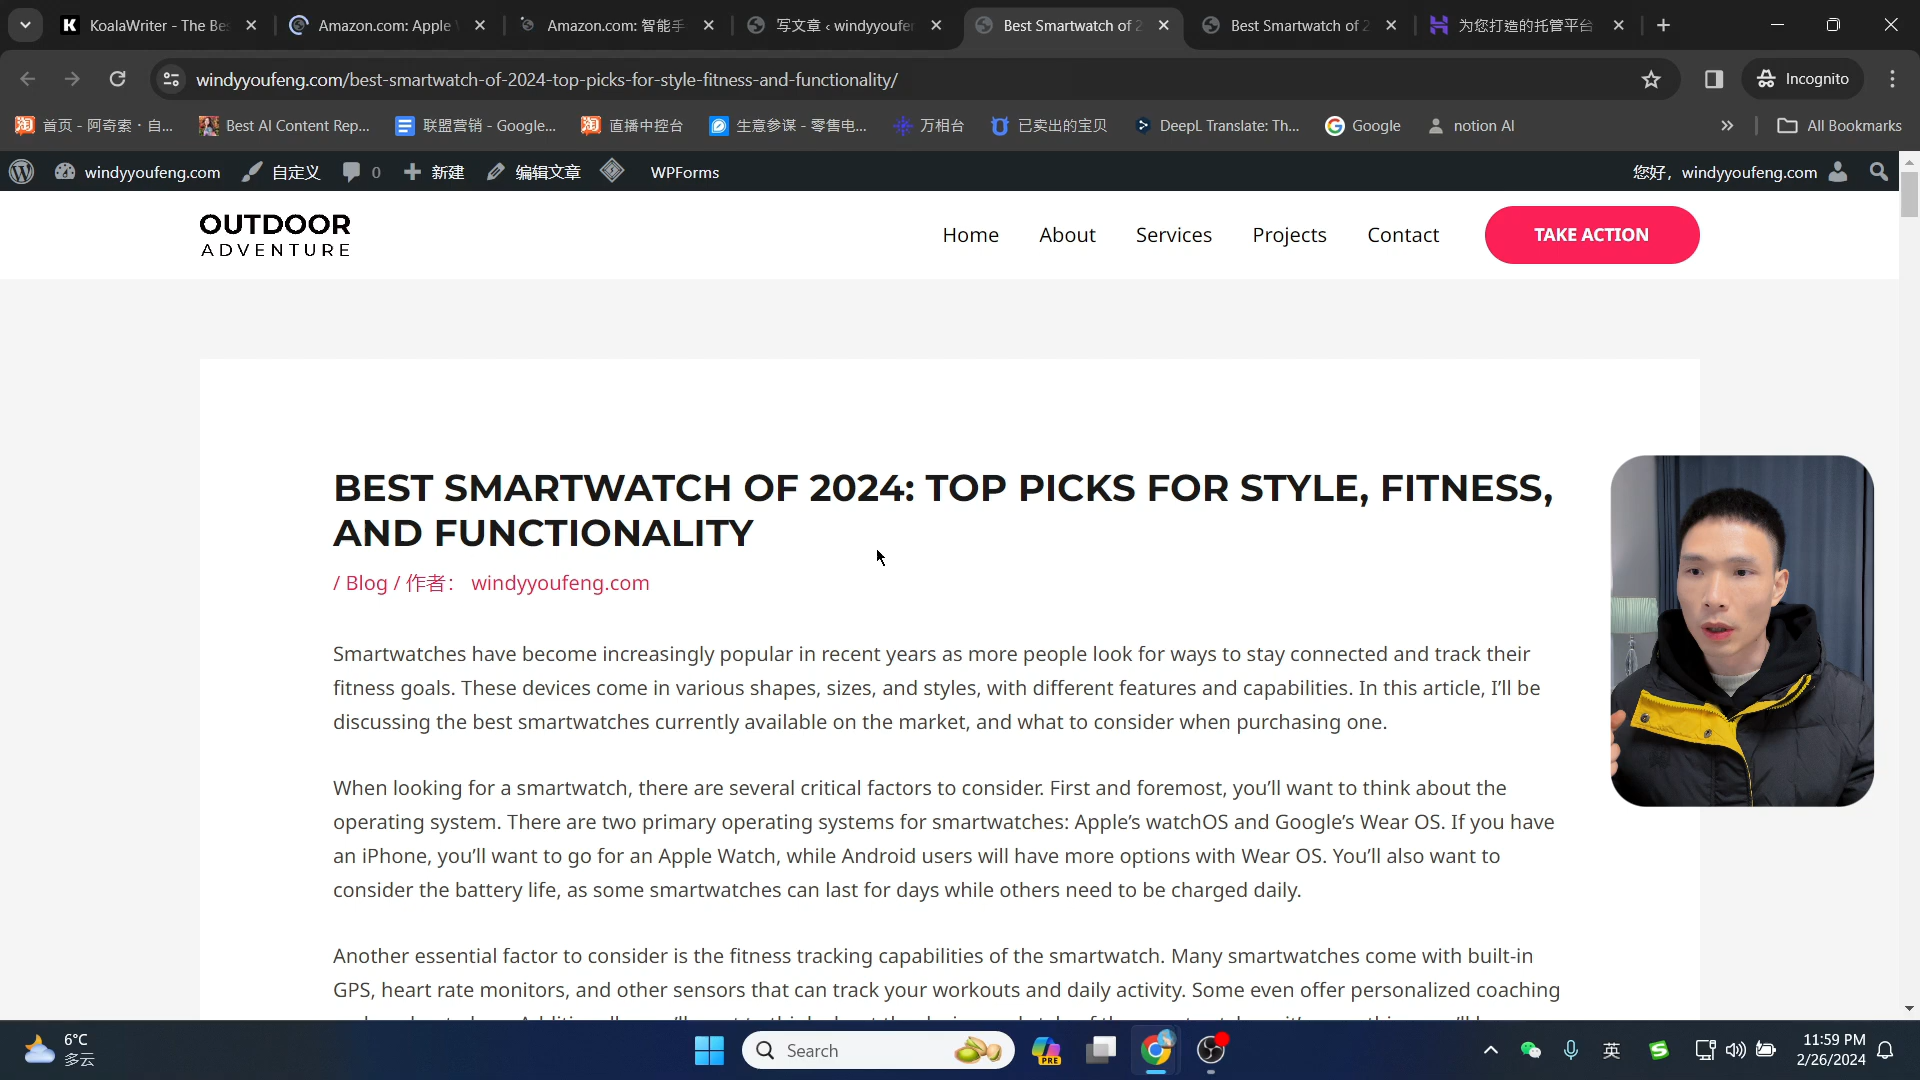 KoalaWriter - The Be
Amazon.com: Apple
Amazon.com: 智能手
写文章 ‹ windyyoufen
Best Smartwatch of 2
Best Smartwatch of 2
为您打造的托管平台
windyyoufeng.com/best-smartwatch-of-2024-top-picks-for-style-fitness-and-functionality/
Incognito
首页 - 阿奇索 · 自...
Best AI Content Rep...
联盟营销 - Google...
直播中控台
生意参谋 - 零售电...
万相台
已卖出的宝贝
DeepL Translate: Th...
Google
notion AI
All Bookmarks
windyyoufeng.com
自定义
0
新建
编辑文章
WPForms
您好，windyyoufeng.com
OUTDOOR
ADVENTURE
Home
About
Services
Projects
Contact
TAKE ACTION
BEST SMARTWATCH OF 2024: TOP PICKS FOR STYLE, FITNESS,
AND FUNCTIONALITY
/ Blog / 作者： windyyoufeng.com
Smartwatches have become increasingly popular in recent years as more people look for ways to stay connected and track their
fitness goals. These devices come in various shapes, sizes, and styles, with different features and capabilities. In this article, I'll be
discussing the best smartwatches currently available on the market, and what to consider when purchasing one.
When looking for a smartwatch, there are several critical factors to consider. First and foremost, you'll want to think about the
operating system. There are two primary operating systems for smartwatches: Apple's watchOS and Google's Wear OS. If you have
an iPhone, you'll want to go for an Apple Watch, while Android users will have more options with Wear OS. You'll also want to
consider the battery life, as some smartwatches can last for days while others need to be charged daily.
Another essential factor to consider is the fitness tracking capabilities of the smartwatch. Many smartwatches come with built-in
GPS, heart rate monitors, and other sensors that can track your workouts and daily activity. Some even offer personalized coaching
6°C
多云
Search
PRE
英
11:59 PM
2/26/2024